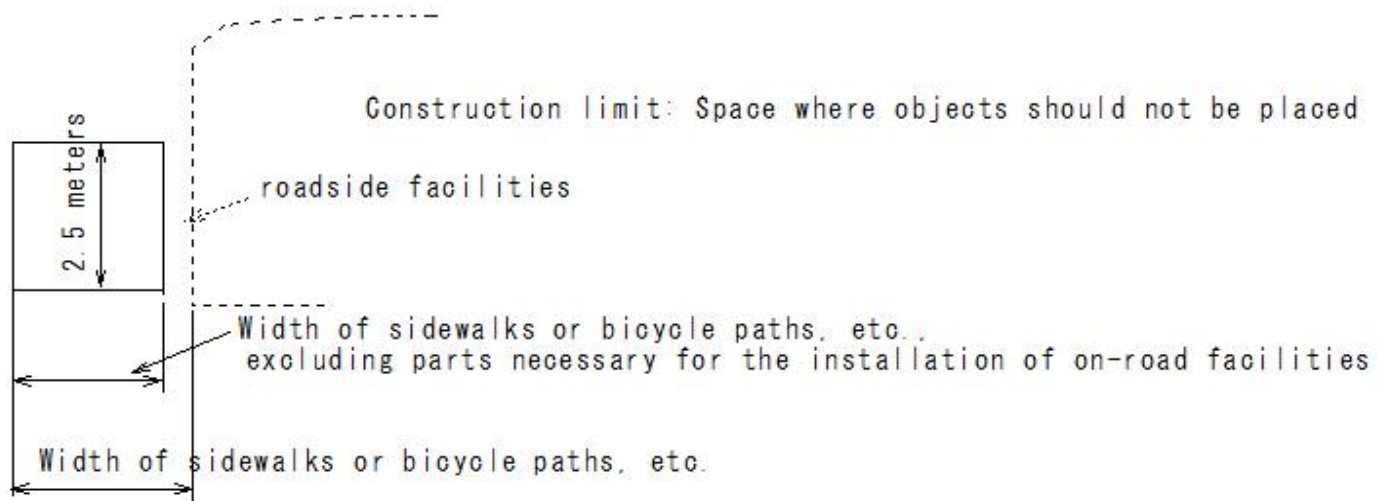 Construction limit: Space where objects should not be placed
2.5 meters
roadside facilities
Width of sidewalks or bicycle paths, etc.,
excluding parts necessary for the installation of on-road facilities
Width of sidewalks or bicycle paths, etc.